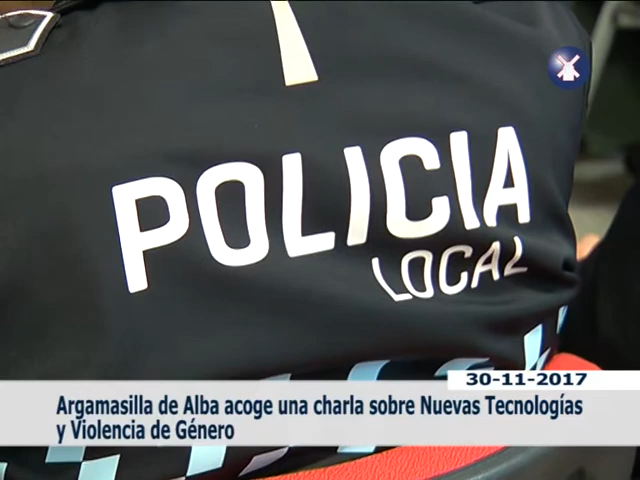 POLICIA
LOCAL
30-11-2017
Argamasilla de Alba acoge una charla sobre Nuevas Tecnologías
y Violencia de Género